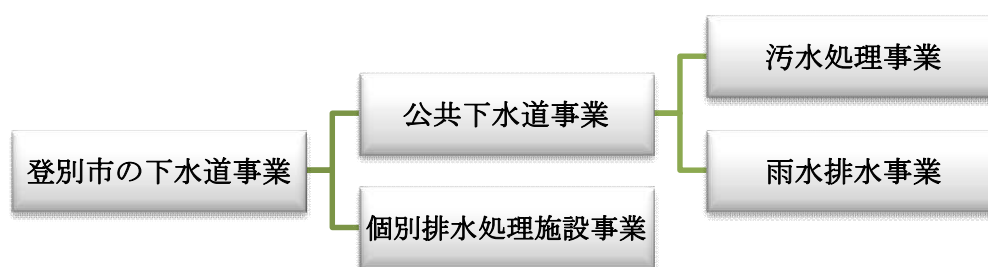 登別市の下水道事業
公共下水道事業
個別排水処理施設事業
汚水処理事業
雨水排水事業